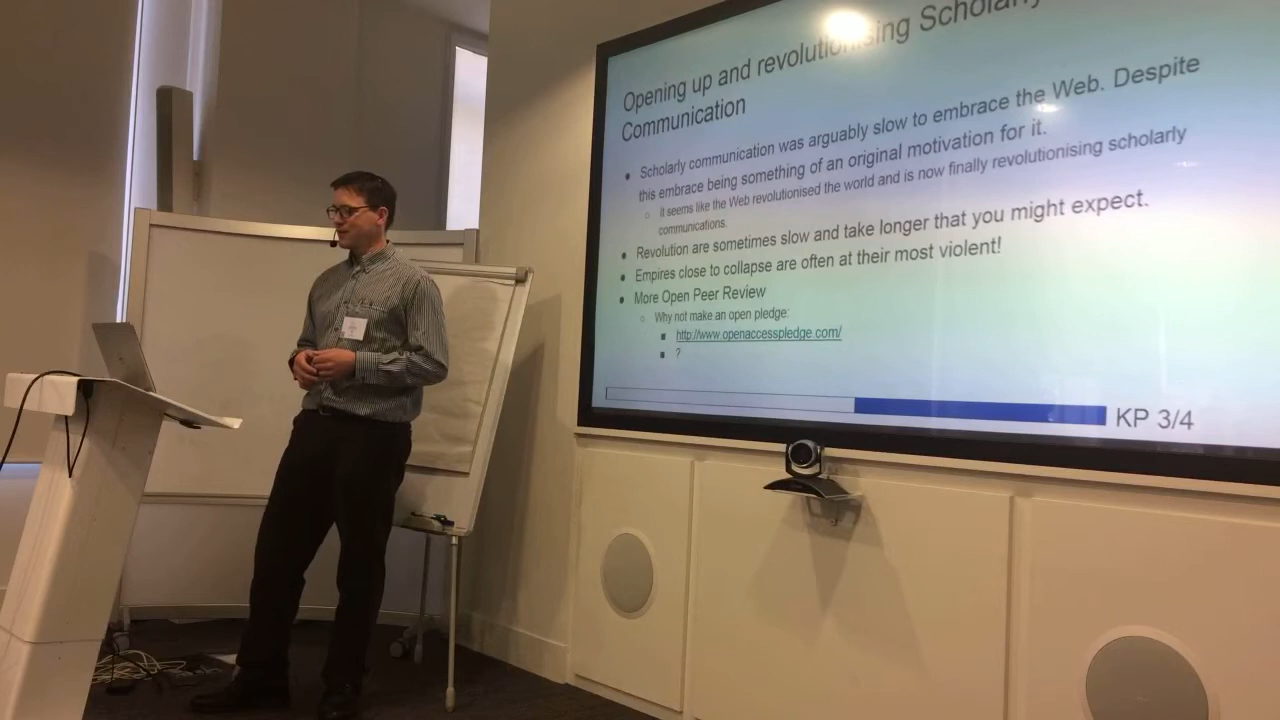 Opening up and revolutionising Scholarly
Communication
Scholarly communication was arguably slow to embrace the Web. Despite
this embrace being something of an original motivation for it.
It seems like the Web revolutionised the world and is now finally revolutionising scholarly
communications.
Revolution are sometimes slow and take longer that you might expect.
Empires close to collapse are often at their most violent!
More Open Peer Review
Why not make an open pledge:
http://www.openaccesspledge.com/
?
KP 3/4